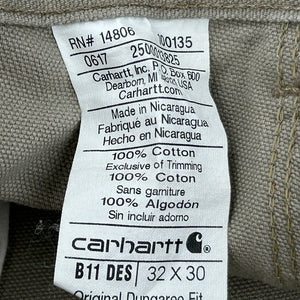 RN# 14806 100135
0617 2500013825
Carhartt, Inc. P.O. Box 600
Dearborn, MI USA
Carhartt.com
Made in Nicaragua
Fabriqué au Nicaragua
Hecho en Nicaragua
100% Cotton
Exclusive of Trimming
100% Coton
Sans garniture
100% Algodón
Sin incluir adorno
carhartt
B11 DES 32 X 30
Original Dungaree Fit